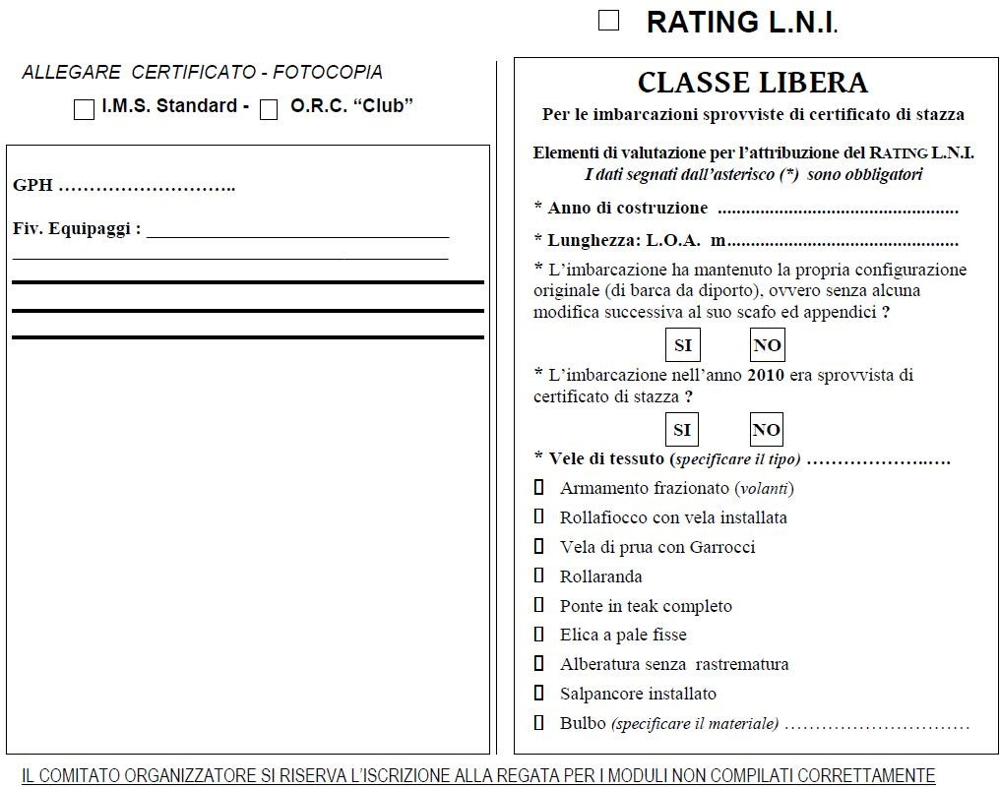 RATING L.N.I.
ALLEGARE CERTIFICATO - FOTOCOPIA
I.M.S. Standard - O.R.C. “Club”
GPH ………………………..
Fiv. Equipaggi : _________________________________
CLASSE LIBERA
Per le imbarcazioni sprovviste di certificato di stazza
Elementi di valutazione per l’attribuzione del RATING L.N.I.
I dati segnati dall’asterisco (*) sono obbligatori
* Anno di costruzione ...................................................
* Lunghezza: L.O.A. m.................................................
* L’imbarcazione ha mantenuto la propria configurazione
originale (di barca da diporto), ovvero senza alcuna
modifica successiva al suo scafo ed appendici ?
SI NO
* L’imbarcazione nell’anno 2010 era sprovvista di
certificato di stazza ?
SI NO
* Vele di tessuto (specificare il tipo) ………………..….
Armamento frazionato (volanti)
Rollafiocco con vela installata
Vela di prua con Garrocci
Rollaranda
Ponte in teak completo
Elica a pale fisse
Alberatura senza rastrematura
Salpancore installato
Bulbo (specificare il materiale) …………………………
IL COMITATO ORGANIZZATORE SI RISERVA L’ISCRIZIONE ALLA REGATA PER I MODULI NON COMPILATI CORRETTAMENTE